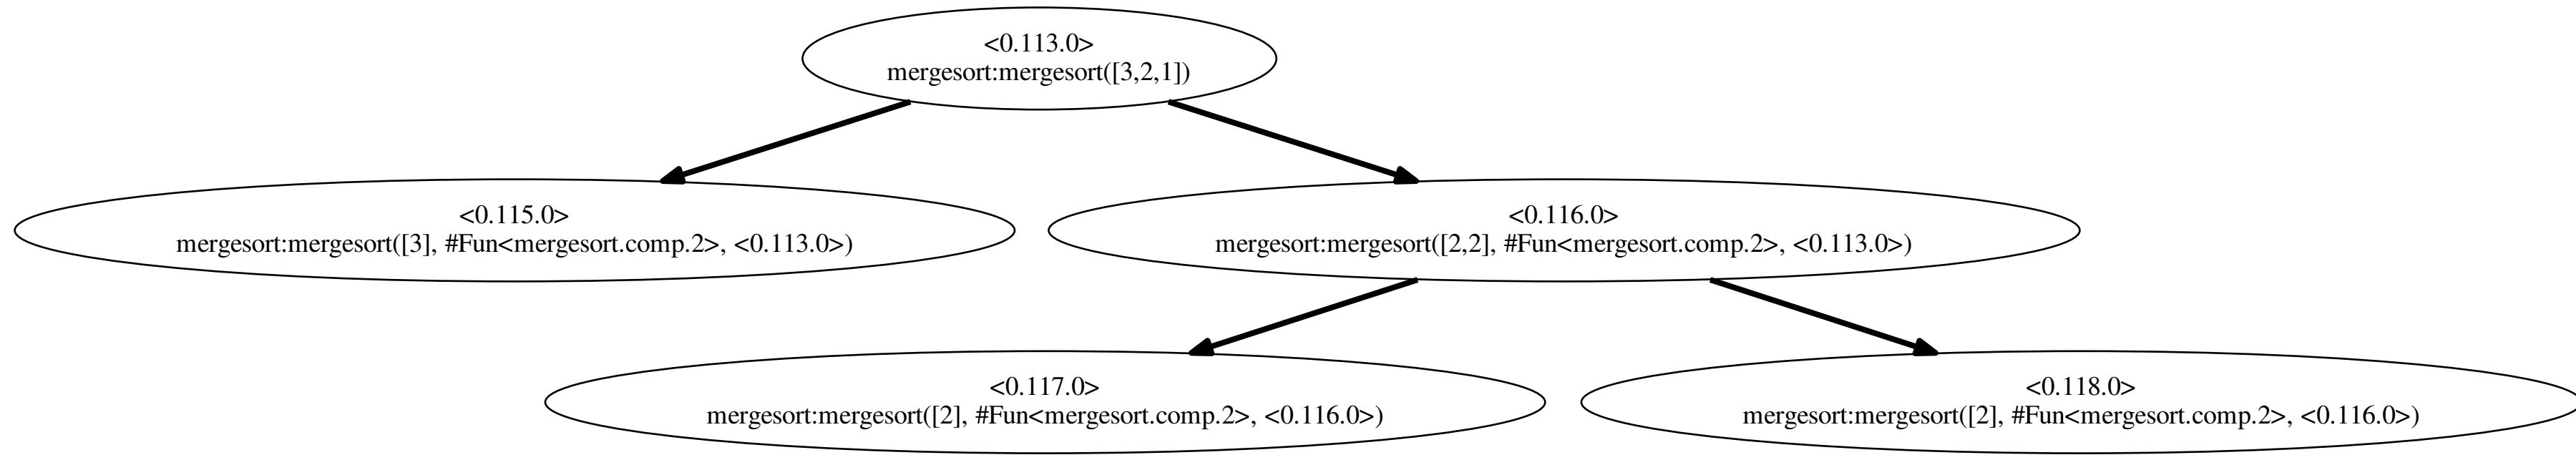 <0.113.0>
mergesort:mergesort([3,2,1])
<0.115.0>
mergesort:mergesort([3], #Fun<mergesort.comp.2>, <0.113.0>)
<0.116.0>
mergesort:mergesort([2,2], #Fun<mergesort.comp.2>, <0.113.0>)
<0.117.0>
mergesort:mergesort([2], #Fun<mergesort.comp.2>, <0.116.0>)
<0.118.0>
mergesort:mergesort([2], #Fun<mergesort.comp.2>, <0.116.0>)